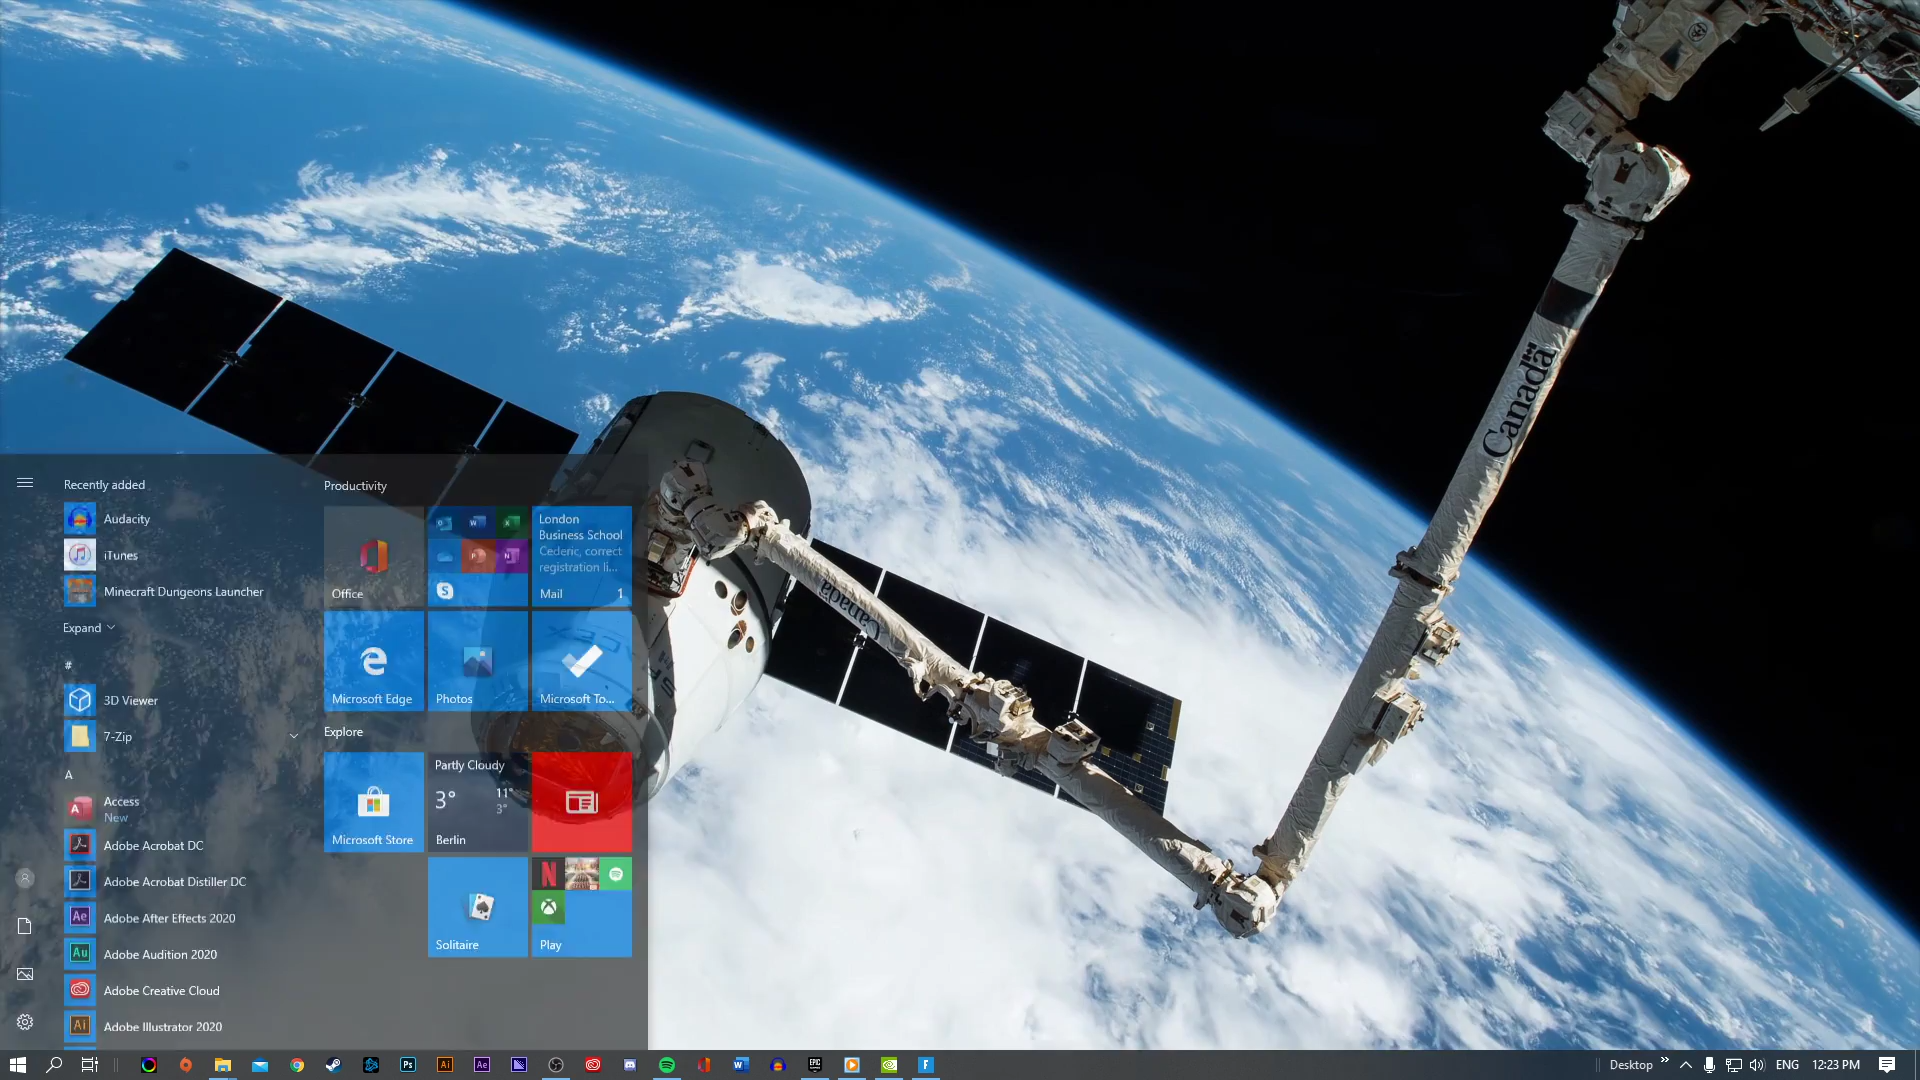 Canada
Canada
Recently added
Audacity
iTunes
Minecraft Dungeons Launcher
Expand
#
3D Viewer
7-Zip
A
Access
New
Adobe Acrobat DC
Adobe Acrobat Distiller DC
Adobe After Effects 2020
Adobe Audition 2020
Adobe Creative Cloud
Adobe Illustrator 2020
Productivity
Office
London
Business School
Cederic, correct
registration li...
Mail 1
Microsoft Edge
Photos
Microsoft To...
Explore
Microsoft Store
Partly Cloudy
3° 11°
3°
Berlin
Solitaire
Play
Desktop
ENG
12:23 PM